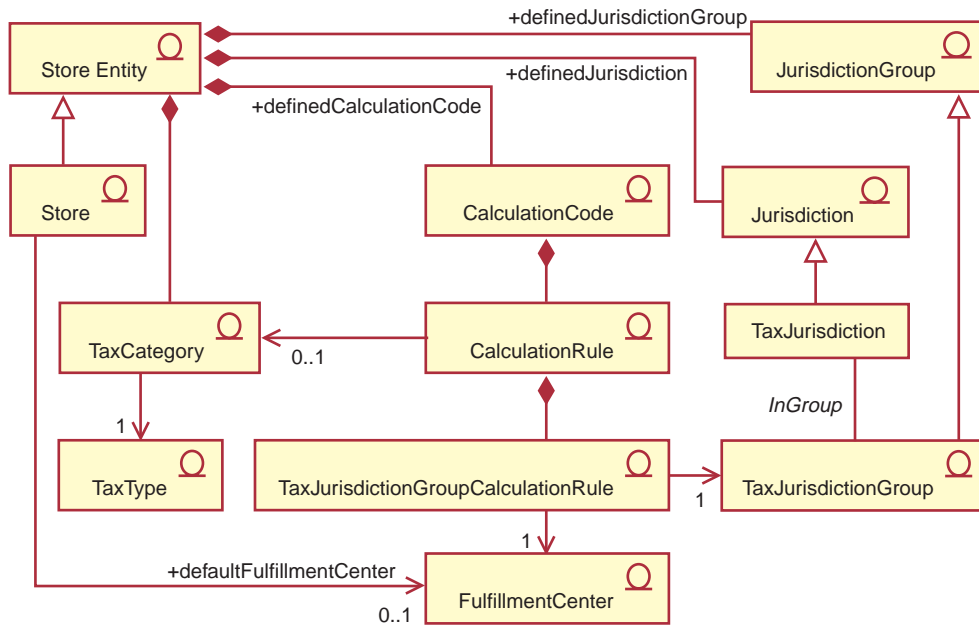 +definedJurisdictionGroup
Store Entity
JurisdictionGroup
+definedJurisdiction
+definedCalculationCode
Store
CalculationCode
Jurisdiction
TaxCategory
0..1
CalculationRule
TaxJurisdiction
InGroup
1
TaxType
TaxJurisdictionGroupCalculationRule
1
TaxJurisdictionGroup
1
+defaultFulfillmentCenter
0..1
FulfillmentCenter